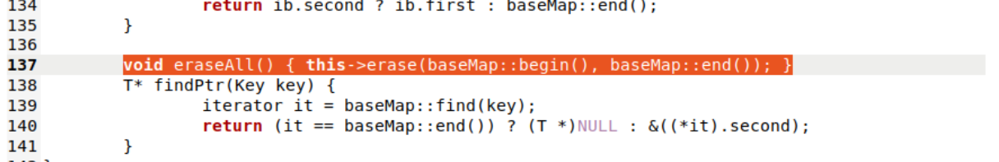 134 return ib.second ? ib.first : baseMap::end();
135 }
136
137 void eraseAll() { this->erase(baseMap::begin(), baseMap::end()); }
138 T* findPtr(Key key) {
139 iterator it = baseMap::find(key);
140 return (it == baseMap::end()) ? (T *)NULL : &((*it).second);
141 }